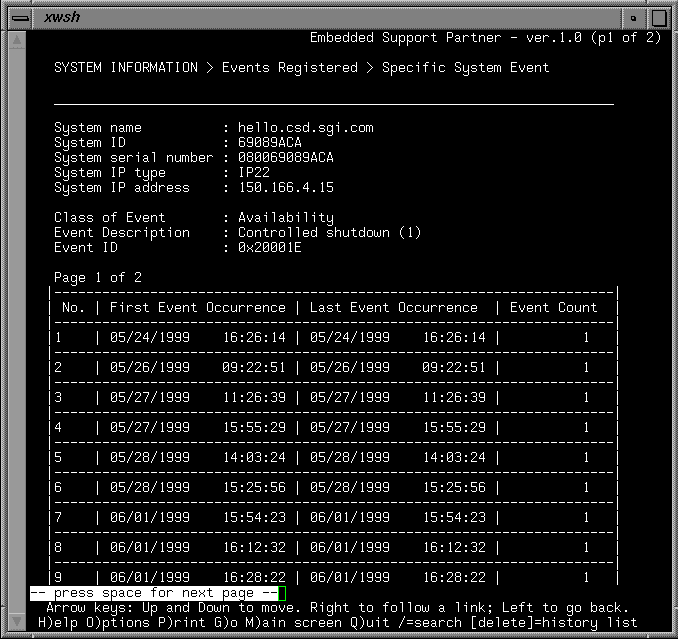 xwsh
Embedded Support Partner - ver.1.0 (p1 of 2)
SYSTEM INFORMATION > Events Registered > Specific System Event
System name : hello.csd.sgi.com
System ID : 69089ACA
System serial number : 080069089ACA
System IP type : IP22
System IP address : 150.166.4.15
Class of Event : Availability
Event Description : Controlled shutdown (1)
Event ID : 0x20001E
Page 1 of 2
|----------------------------------------------------------------------|
| No. | First Event Occurrence | Last Event Occurrence | Event Count
|1 | 05/24/1999 16:26:14 | 05/24/1999 16:26:14 | 1
|2 | 05/26/1999 09:22:51 | 05/26/1999 09:22:51 | 1
|3 | 05/27/1999 11:26:39 | 05/27/1999 11:26:39 | 1
|4 | 05/27/1999 15:55:29 | 05/27/1999 15:55:29 | 1
|5 | 05/28/1999 14:03:24 | 05/28/1999 14:03:24 | 1
|6 | 05/28/1999 15:25:56 | 05/28/1999 15:25:56 | 1
|7 | 06/01/1999 15:54:23 | 06/01/1999 15:54:23 | 1
|8 | 06/01/1999 16:12:32 | 06/01/1999 16:12:32 | 1
|9 | 06/01/1999 16:28:22 | 06/01/1999 16:28:22 | 1
-- press space for next page --
Arrow keys: Up and Down to move. Right to follow a link; Left to go back.
H)elp O)ptions P)rint G)o M)ain screen Q)uit /=search [delete]=history list